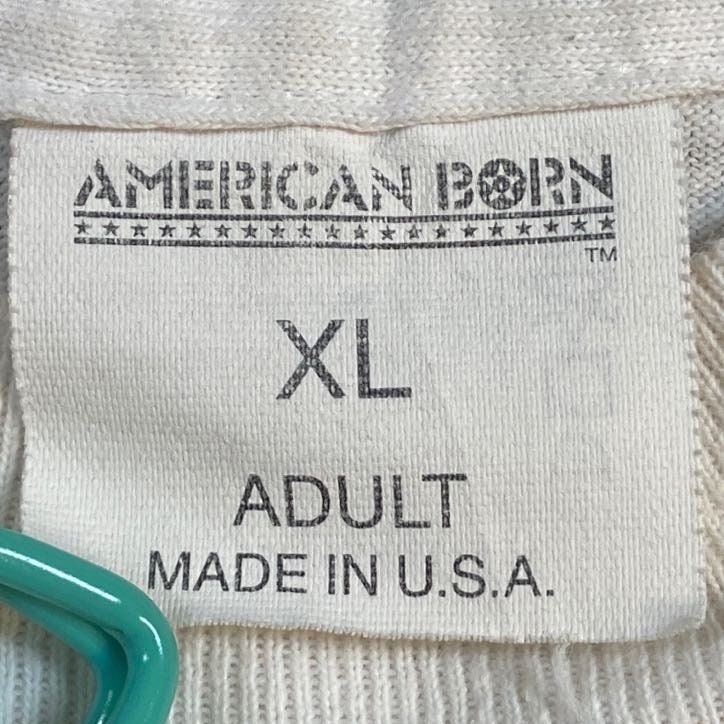 AMERICAN BORN
TM
XL
ADULT
MADE IN U.S.A.